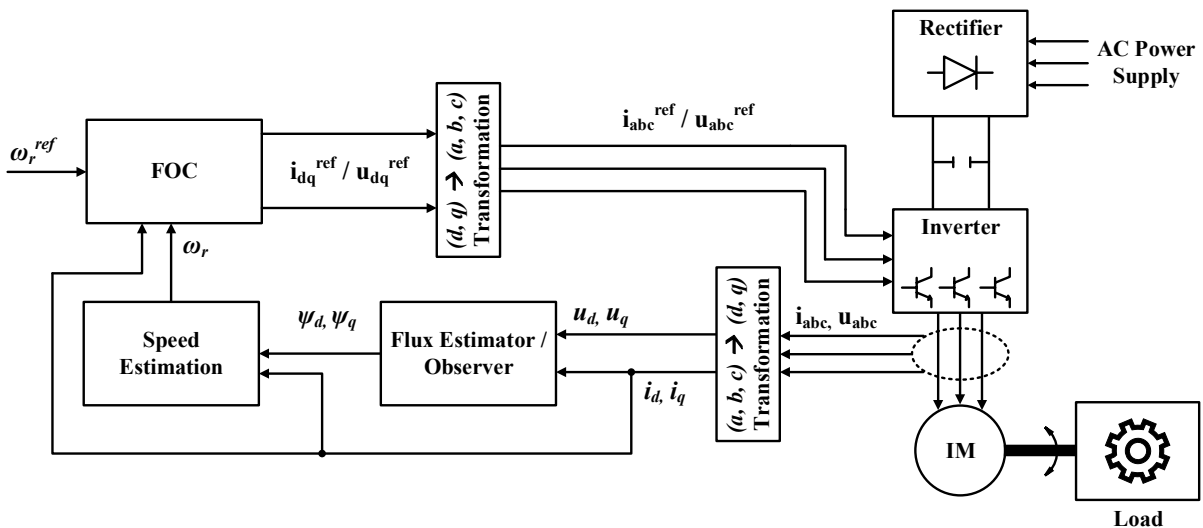 Rectifier
AC Power
Supply
ω_r^ref
FOC
i_dq^ref / u_dq^ref
(d, q) → (a, b, c)
Transformation
i_abc^ref / u_abc^ref
Inverter
ω_r
Speed
Estimation
ψ_d, ψ_q
Flux Estimator /
Observer
u_d, u_q
i_d, i_q
(a, b, c) → (d, q)
Transformation
i_abc, u_abc
IM
Load